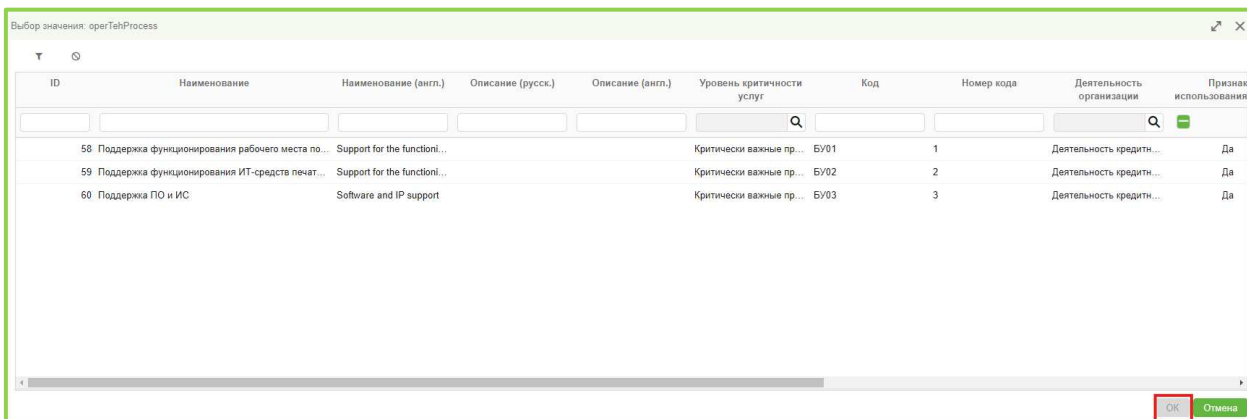 Выбор значения: operTehProcess
ID Наименование Наименование (англ.) Описание (русск.) Описание (англ.) Уровень критичности услуг Код Номер кода Деятельность организации Признак использования
58 Поддержка функционирования рабочего места по... Support for the functioni... Критически важные пр... БУ01 1 Деятельность кредитн... Да
59 Поддержка функционирования ИТ-средств печат... Support for the functioni... Критически важные пр... БУ02 2 Деятельность кредитн... Да
60 Поддержка ПО и ИС Software and IP support Критически важные пр... БУ03 3 Деятельность кредитн... Да
ОК Отмена